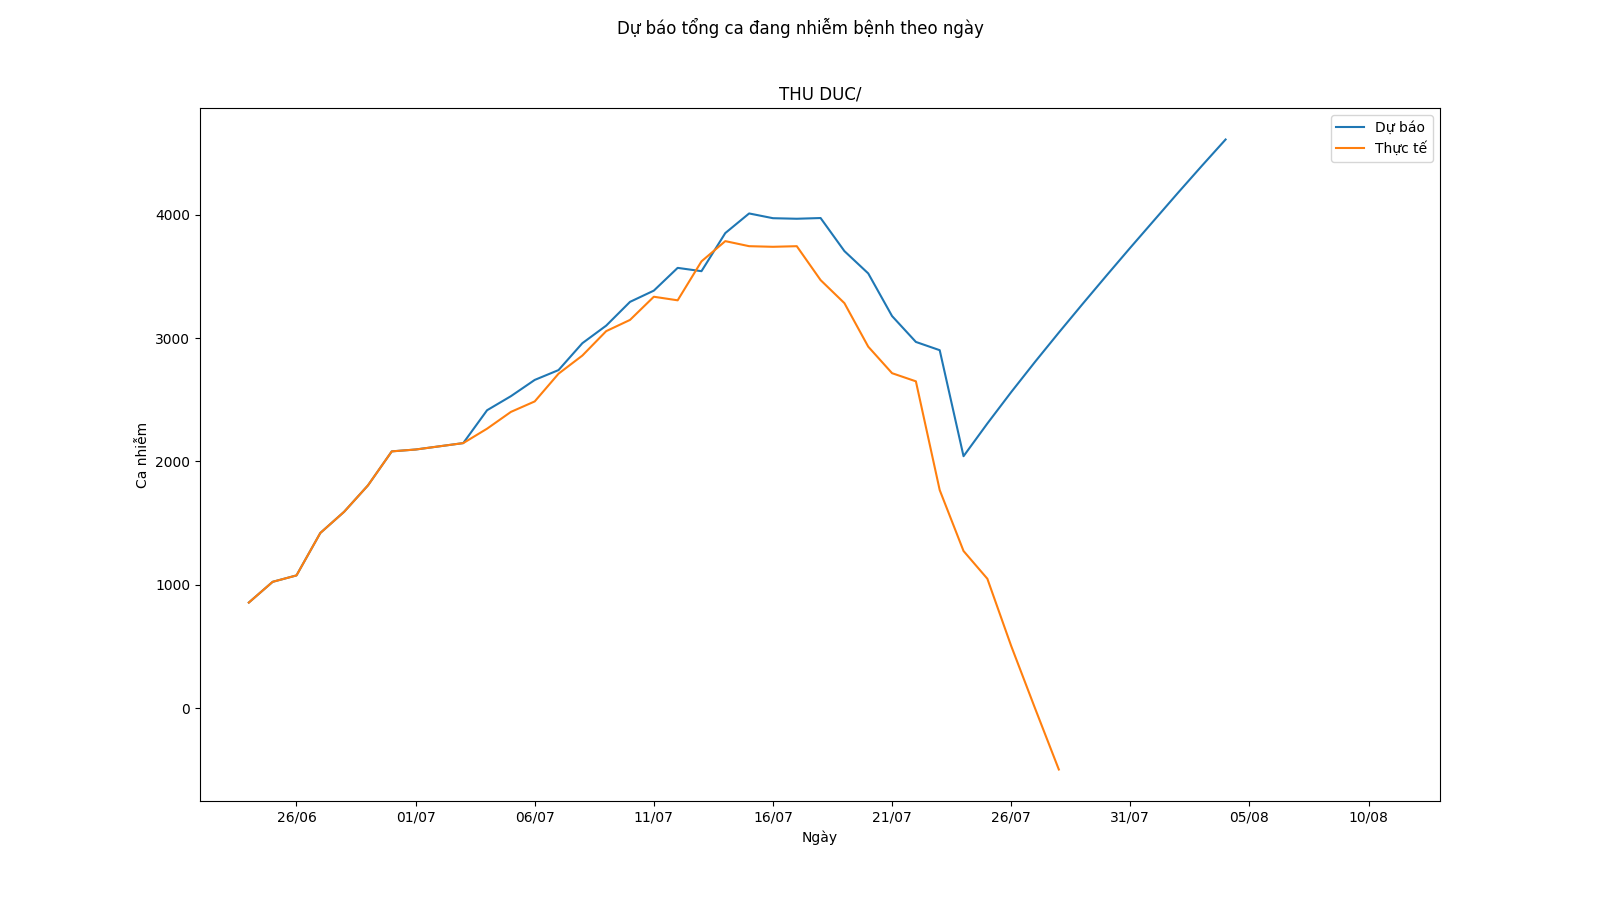 Dự báo tổng ca đang nhiễm bệnh theo ngày
THU DUC/
Dự báo
Thực tế
4000
3000
2000
1000
0
Ca nhiễm
26/06 01/07 06/07 11/07 16/07 21/07 26/07 31/07 05/08 10/08
Ngày